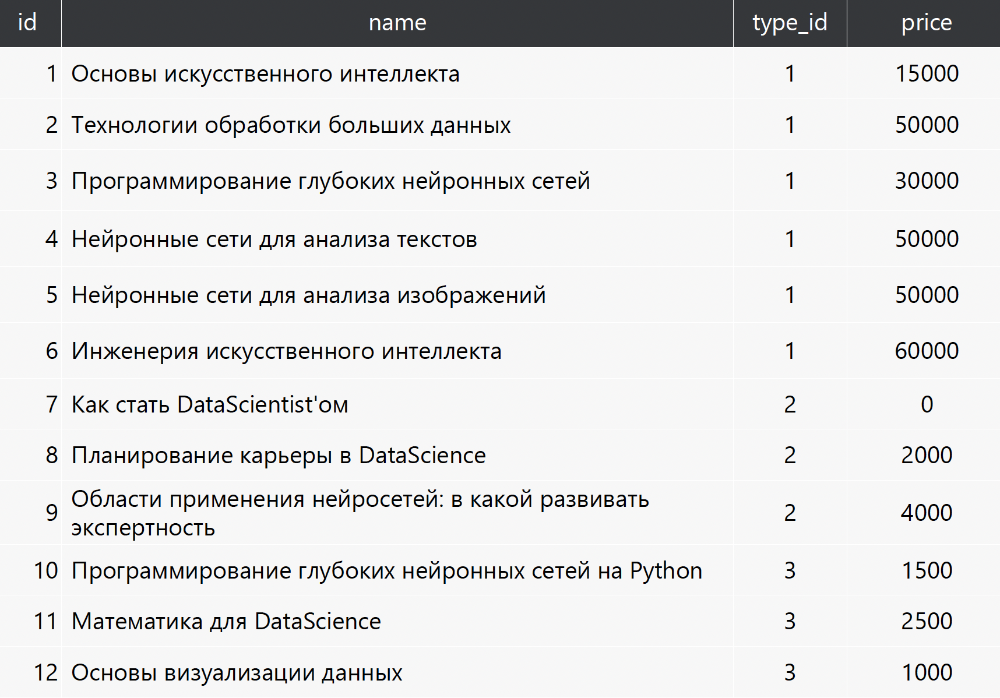 id name type_id price
1 Основы искусственного интеллекта 1 15000
2 Технологии обработки больших данных 1 50000
3 Программирование глубоких нейронных сетей 1 30000
4 Нейронные сети для анализа текстов 1 50000
5 Нейронные сети для анализа изображений 1 50000
6 Инженерия искусственного интеллекта 1 60000
7 Как стать DataScientist'ом 2 0
8 Планирование карьеры в DataScience 2 2000
9 Области применения нейросетей: в какой развивать
экспертность 2 4000
10 Программирование глубоких нейронных сетей на Python 3 1500
11 Математика для DataScience 3 2500
12 Основы визуализации данных 3 1000